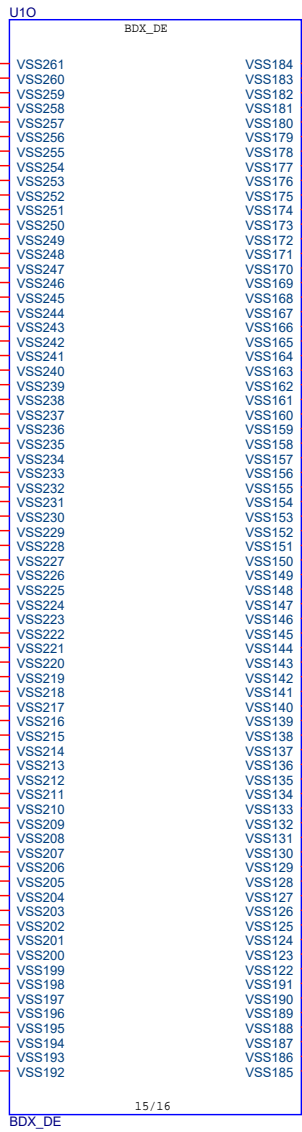 U1O
BDX_DE
VSS261 VSS184
VSS260 VSS183
VSS259 VSS182
VSS258 VSS181
VSS257 VSS180
VSS256 VSS179
VSS255 VSS178
VSS254 VSS177
VSS253 VSS176
VSS252 VSS175
VSS251 VSS174
VSS250 VSS173
VSS249 VSS172
VSS248 VSS171
VSS247 VSS170
VSS246 VSS169
VSS245 VSS168
VSS244 VSS167
VSS243 VSS166
VSS242 VSS165
VSS241 VSS164
VSS240 VSS163
VSS239 VSS162
VSS238 VSS161
VSS237 VSS160
VSS236 VSS159
VSS235 VSS158
VSS234 VSS157
VSS233 VSS156
VSS232 VSS155
VSS231 VSS154
VSS230 VSS153
VSS229 VSS152
VSS228 VSS151
VSS227 VSS150
VSS226 VSS149
VSS225 VSS148
VSS224 VSS147
VSS223 VSS146
VSS222 VSS145
VSS221 VSS144
VSS220 VSS143
VSS219 VSS142
VSS218 VSS141
VSS217 VSS140
VSS216 VSS139
VSS215 VSS138
VSS214 VSS137
VSS213 VSS136
VSS212 VSS135
VSS211 VSS134
VSS210 VSS133
VSS209 VSS132
VSS208 VSS131
VSS207 VSS130
VSS206 VSS129
VSS205 VSS128
VSS204 VSS127
VSS203 VSS126
VSS202 VSS125
VSS201 VSS124
VSS200 VSS123
VSS199 VSS122
VSS198 VSS191
VSS197 VSS190
VSS196 VSS189
VSS195 VSS188
VSS194 VSS187
VSS193 VSS186
VSS192 VSS185
15/16
BDX_DE